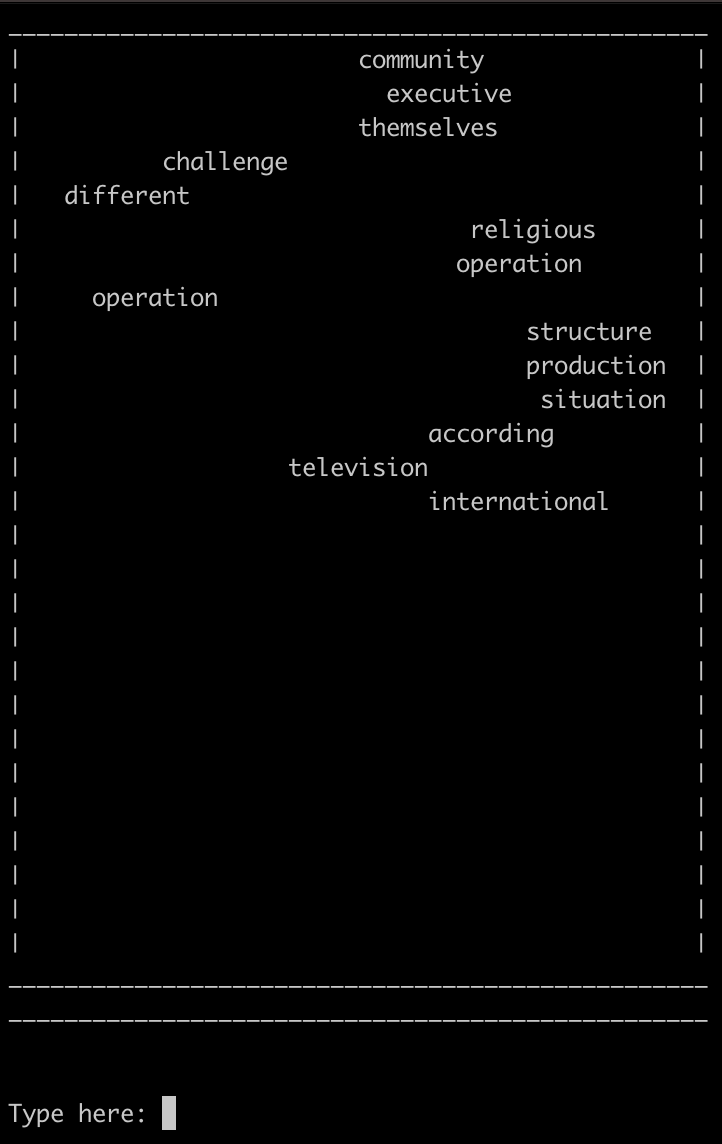 community
executive
themselves
challenge
different
religious
operation
operation
structure
production
situation
according
television
international
Type here: